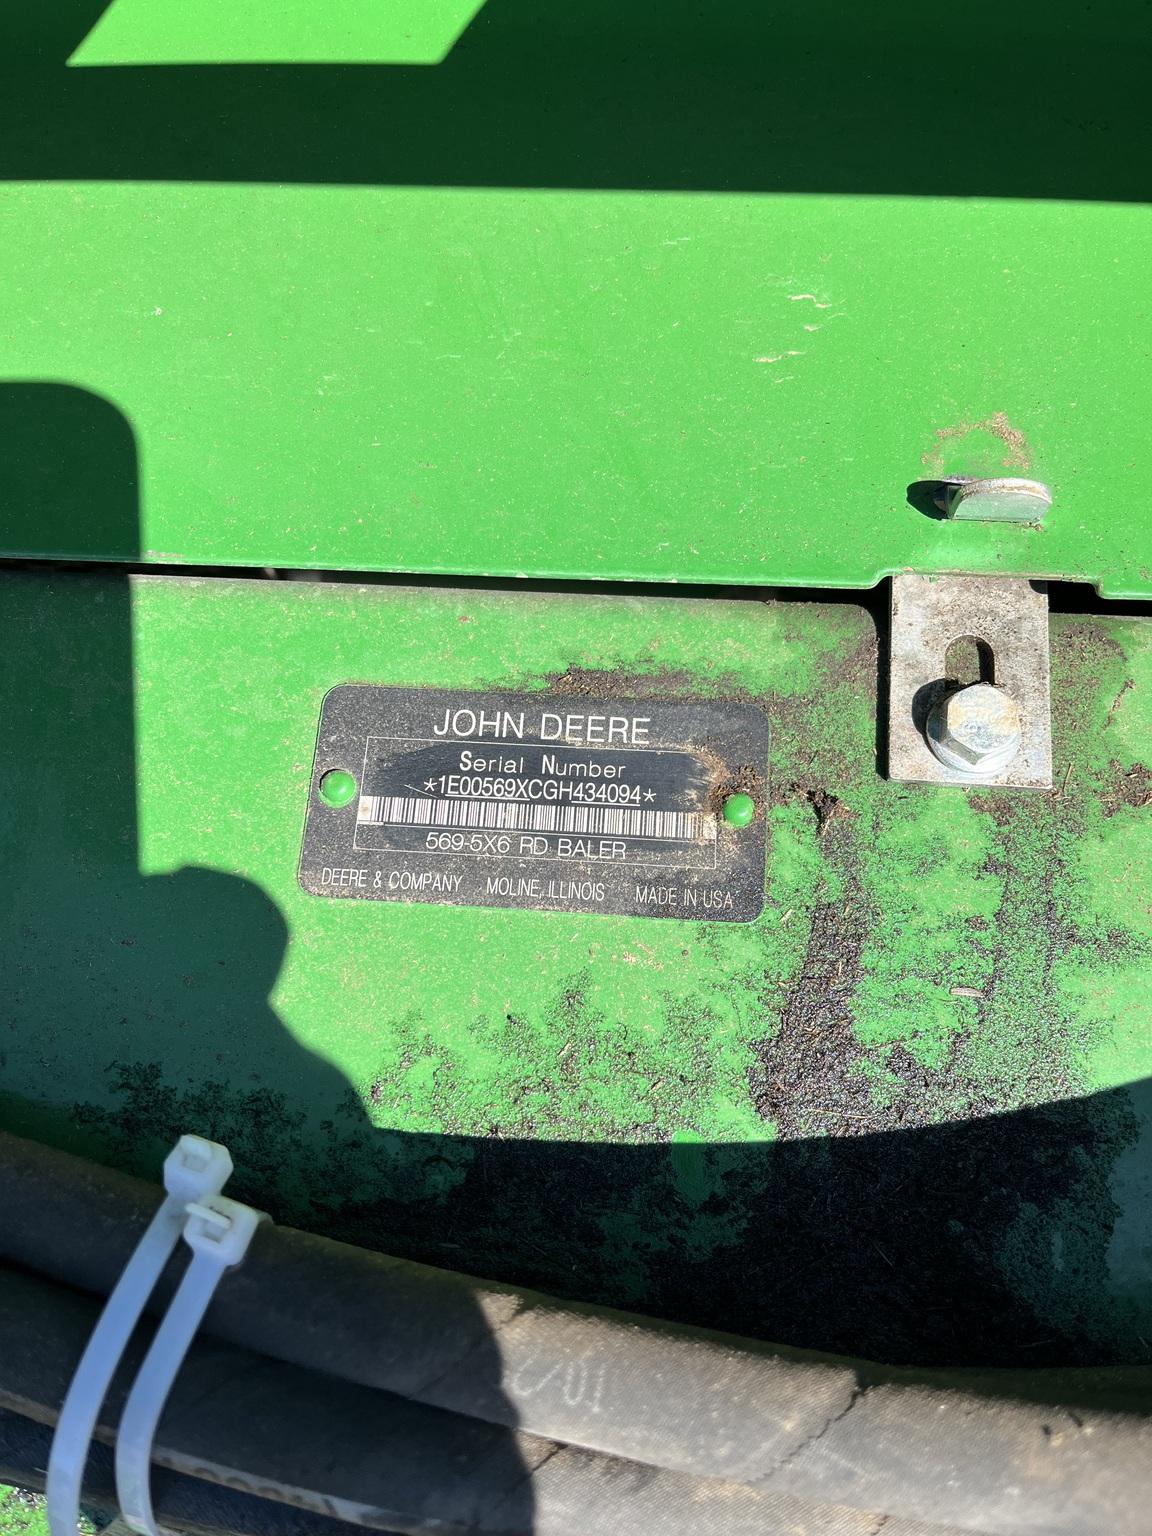 JOHN DEERE
Serial Number
*1E00569XCGH434094*
569-5X6 RD BALER
DEERE & COMPANY MOLINE, ILLINOIS MADE IN USA